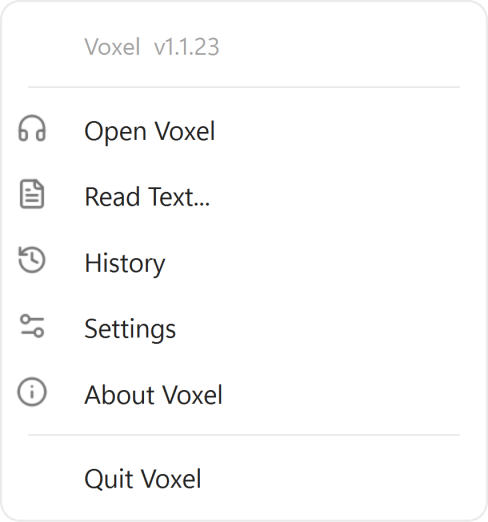 Voxel v1.1.23
Open Voxel
Read Text...
History
Settings
About Voxel
Quit Voxel